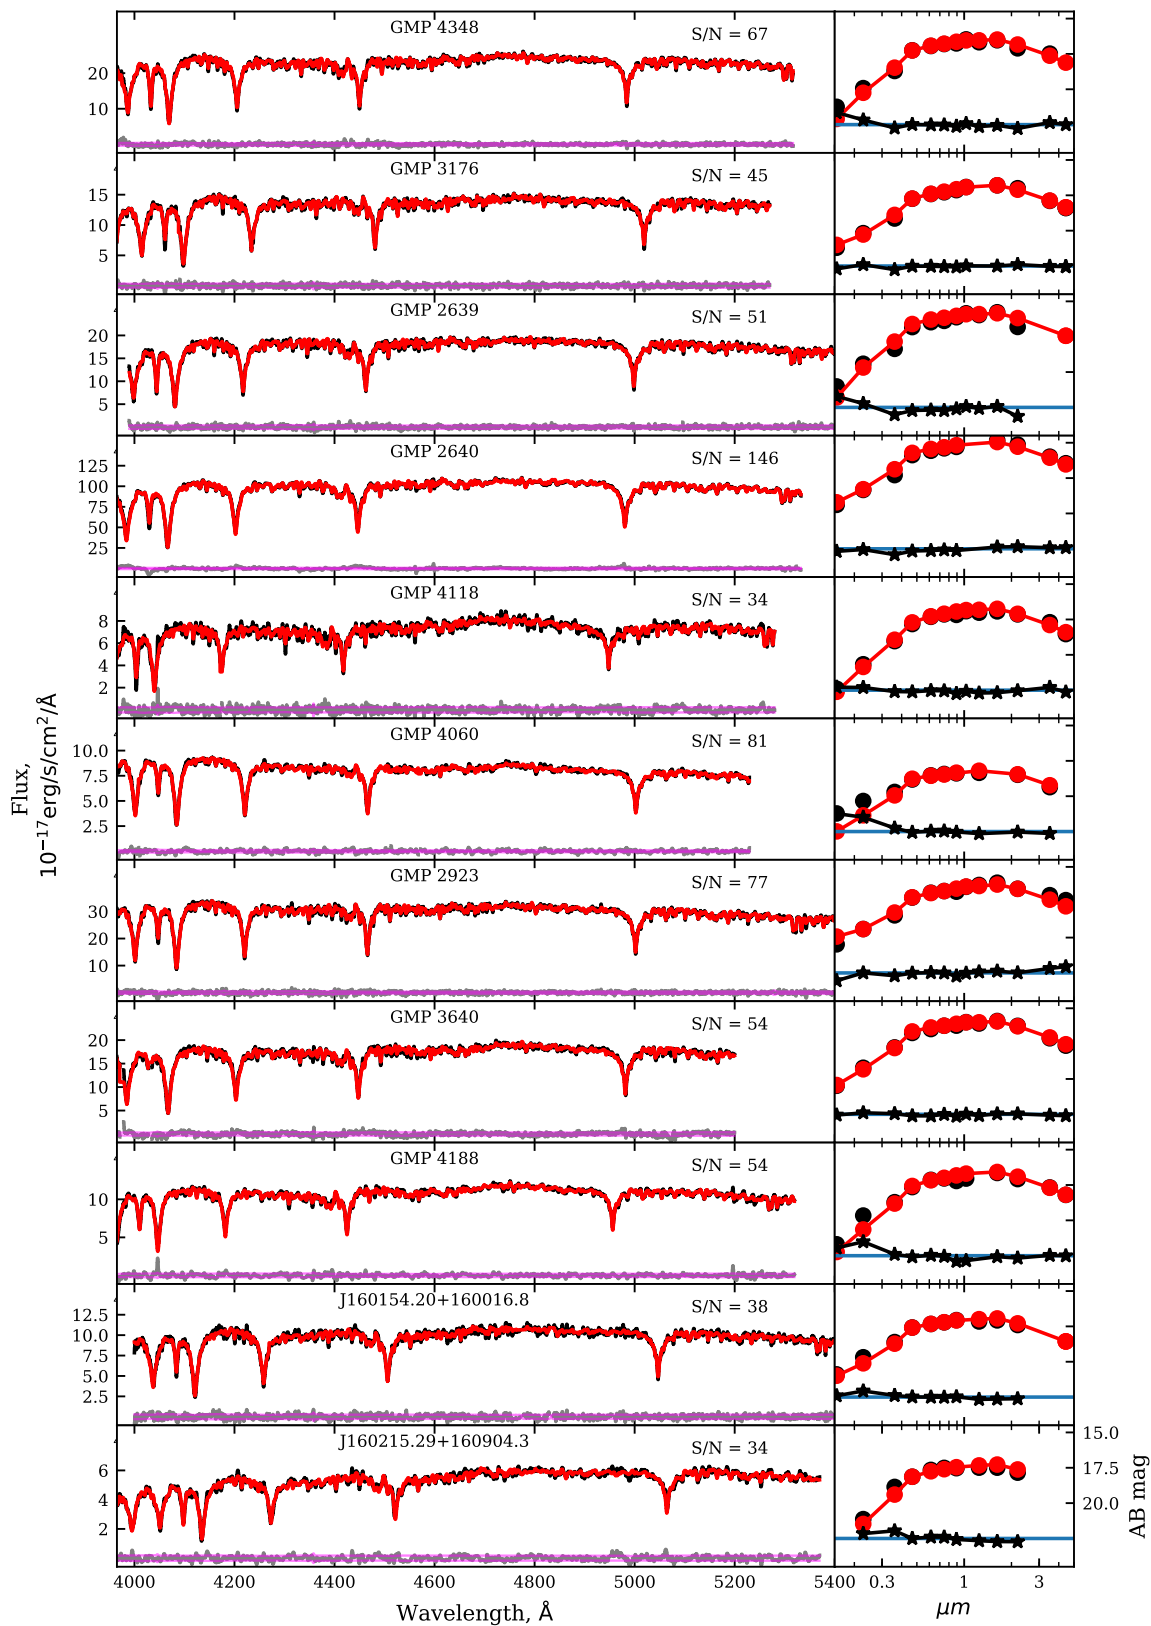 GMP 4348 S/N = 67
20
10
GMP 3176 S/N = 45
15
10
5
GMP 2639 S/N = 51
20
15
10
5
GMP 2640 S/N = 146
125
100
75
50
25
GMP 4118 S/N = 34
8
6
4
2
GMP 4060 S/N = 81
10.0
7.5
5.0
2.5
GMP 2923 S/N = 77
30
20
10
GMP 3640 S/N = 54
20
15
10
5
GMP 4188 S/N = 54
10
5
J160154.20+160016.8 S/N = 38
12.5
10.0
7.5
5.0
2.5
J160215.29+160904.3 S/N = 34
6
4
2
15.0
17.5
20.0
AB mag
Flux,
10⁻¹⁷erg/s/cm²/Å
4000 4200 4400 4600 4800 5000 5200 5400 0.3 1 3
Wavelength, Å μm